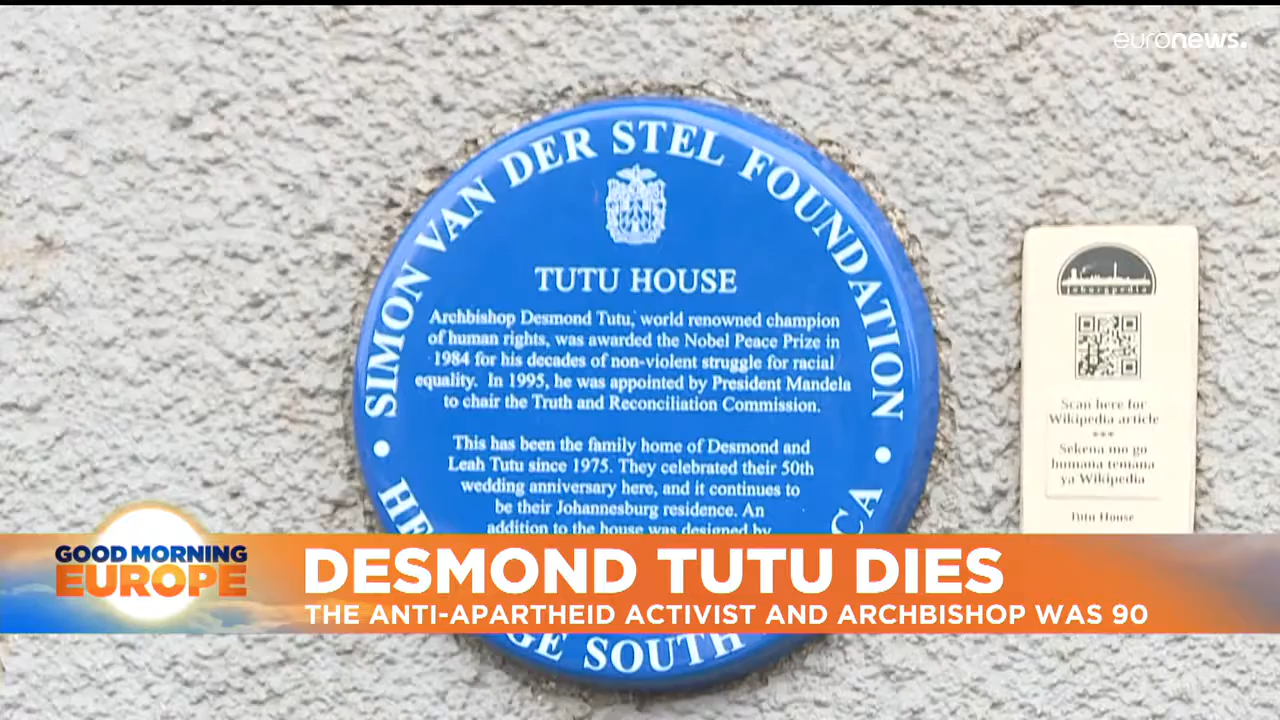 euronews.
SIMON VAN DER STEL FOUNDATION
TUTU HOUSE
Archbishop Desmond Tutu, world renowned champion
of human rights, was awarded the Nobel Peace Prize in
1984 for his decades of non-violent struggle for racial
equality. In 1995, he was appointed by President Mandela
to chair the Truth and Reconciliation Commission.
This has been the family home of Desmond and
Leah Tutu since 1975. They celebrated their 50th
wedding anniversary here, and it continues to
be their Johannesburg residence. An
addition to the house was designed by
HE GE SOUTH CA
joburgpedia
Scan here for
Wikipedia article
***
Sekena mo go
humana temana
ya Wikipedia
Tutu House
GOOD MORNING
EUROPE
DESMOND TUTU DIES
THE ANTI-APARTHEID ACTIVIST AND ARCHBISHOP WAS 90